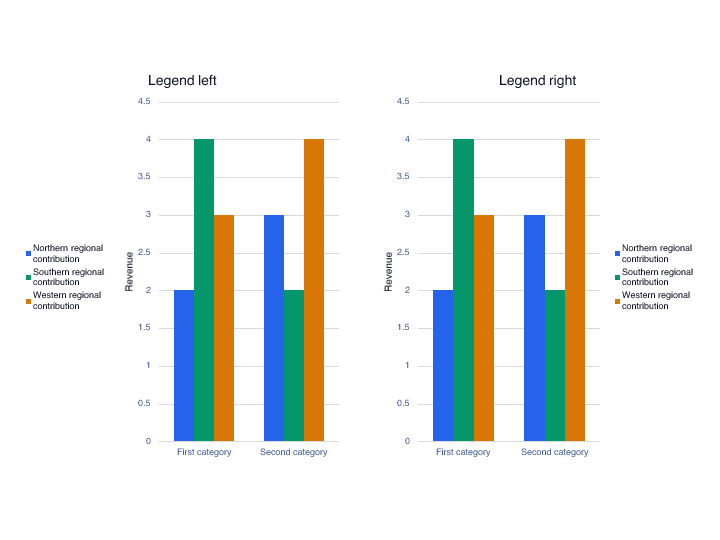 Legend left
4.5
4
3.5
3
2.5
2
1.5
1
0.5
0
Revenue
First category
Second category
Northern regional
contribution
Southern regional
contribution
Western regional
contribution
Legend right
4.5
4
3.5
3
2.5
2
1.5
1
0.5
0
Revenue
First category
Second category
Northern regional
contribution
Southern regional
contribution
Western regional
contribution